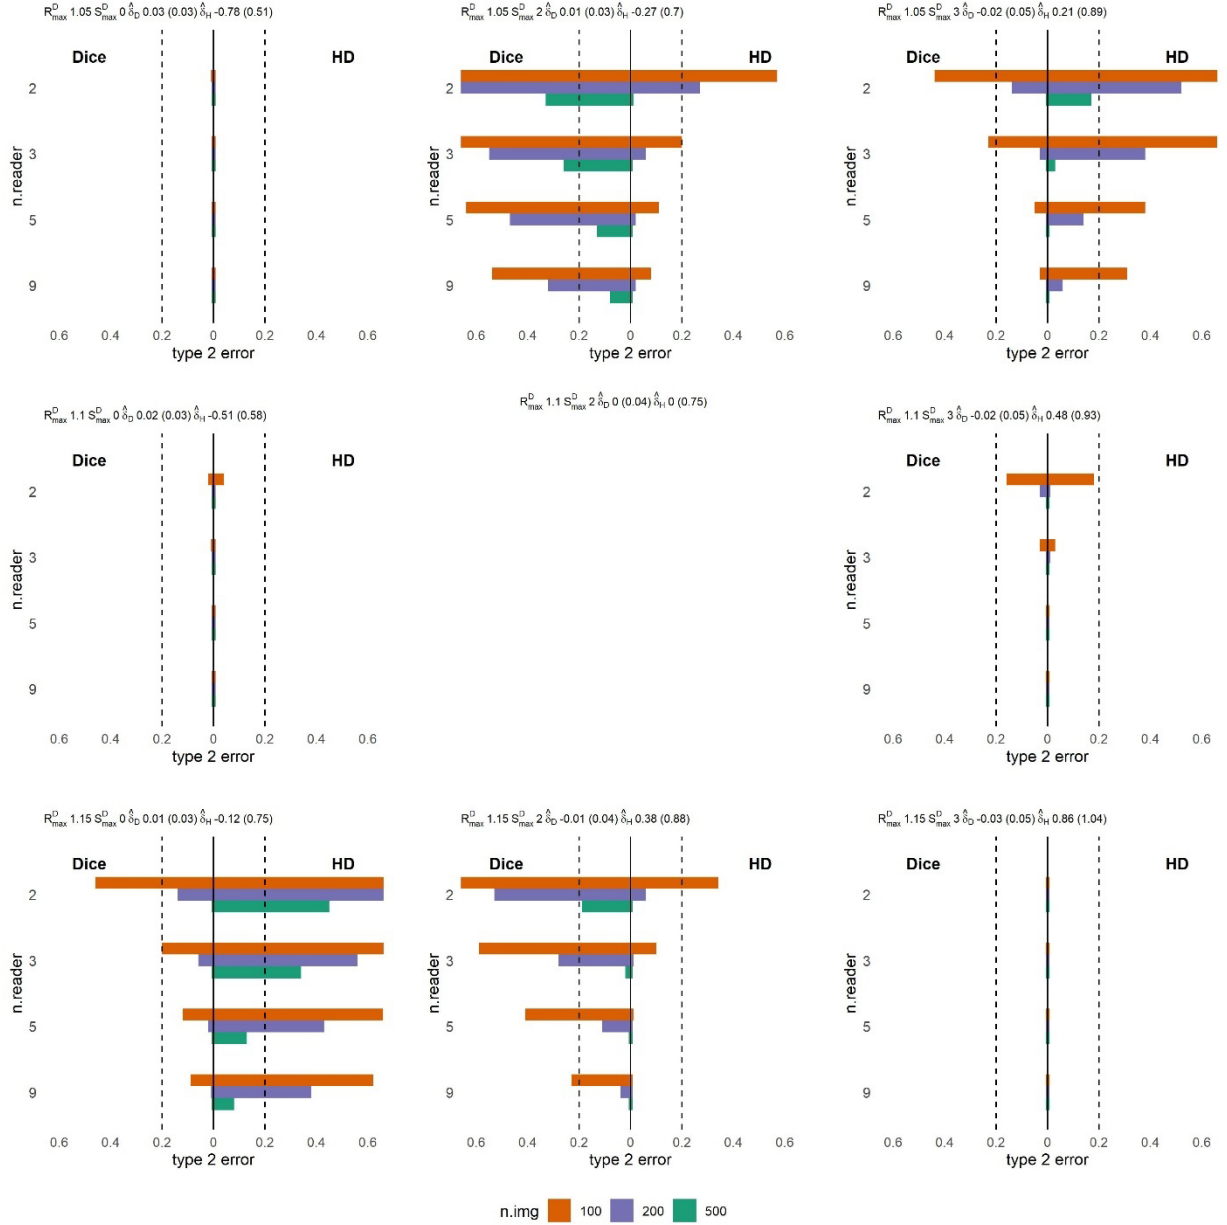 R^D_max 1.05 S^D_max 0 δ̂_D 0.03 (0.03) δ̂_H -0.78 (0.51)
Dice HD
2
3
5
9
n.reader
0.6 0.4 0.2 0 0.2 0.4 0.6
type 2 error
R^D_max 1.05 S^D_max 2 δ̂_D 0.01 (0.03) δ̂_H -0.27 (0.7)
Dice HD
2
3
5
9
n.reader
0.6 0.4 0.2 0 0.2 0.4 0.6
type 2 error
R^D_max 1.05 S^D_max 3 δ̂_D -0.02 (0.05) δ̂_H 0.21 (0.89)
Dice HD
2
3
5
9
n.reader
0.6 0.4 0.2 0 0.2 0.4 0.6
type 2 error
R^D_max 1.1 S^D_max 0 δ̂_D 0.02 (0.03) δ̂_H -0.51 (0.58)
Dice HD
2
3
5
9
n.reader
0.6 0.4 0.2 0 0.2 0.4 0.6
type 2 error
R^D_max 1.1 S^D_max 2 δ̂_D 0 (0.04) δ̂_H 0 (0.75)
R^D_max 1.1 S^D_max 3 δ̂_D -0.02 (0.05) δ̂_H 0.48 (0.93)
Dice HD
2
3
5
9
n.reader
0.6 0.4 0.2 0 0.2 0.4 0.6
type 2 error
R^D_max 1.15 S^D_max 0 δ̂_D 0.01 (0.03) δ̂_H -0.12 (0.75)
Dice HD
2
3
5
9
n.reader
0.6 0.4 0.2 0 0.2 0.4 0.6
type 2 error
R^D_max 1.15 S^D_max 2 δ̂_D -0.01 (0.04) δ̂_H 0.38 (0.88)
Dice HD
2
3
5
9
n.reader
0.6 0.4 0.2 0 0.2 0.4 0.6
type 2 error
R^D_max 1.15 S^D_max 3 δ̂_D -0.03 (0.05) δ̂_H 0.86 (1.04)
Dice HD
2
3
5
9
n.reader
0.6 0.4 0.2 0 0.2 0.4 0.6
type 2 error
n.img 100 200 500